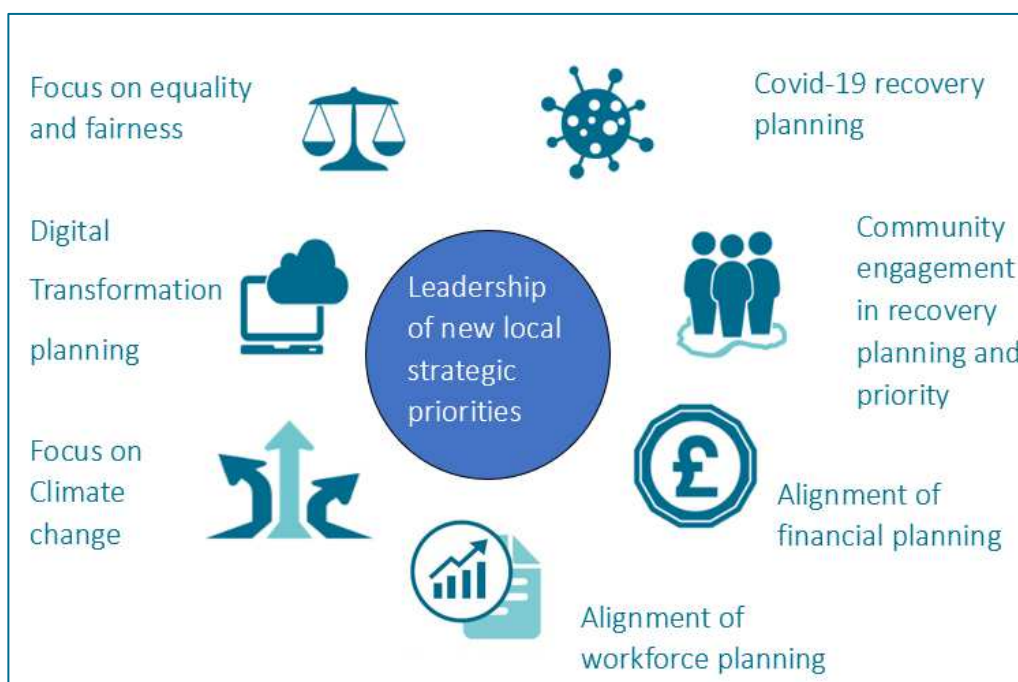 Focus on equality
and fairness
Covid-19 recovery
planning
Digital
Transformation
planning
Leadership
of new local
strategic
priorities
Community
engagement
in recovery
planning and
priority
Focus on
Climate
change
£
Alignment of
financial planning
Alignment of
workforce planning